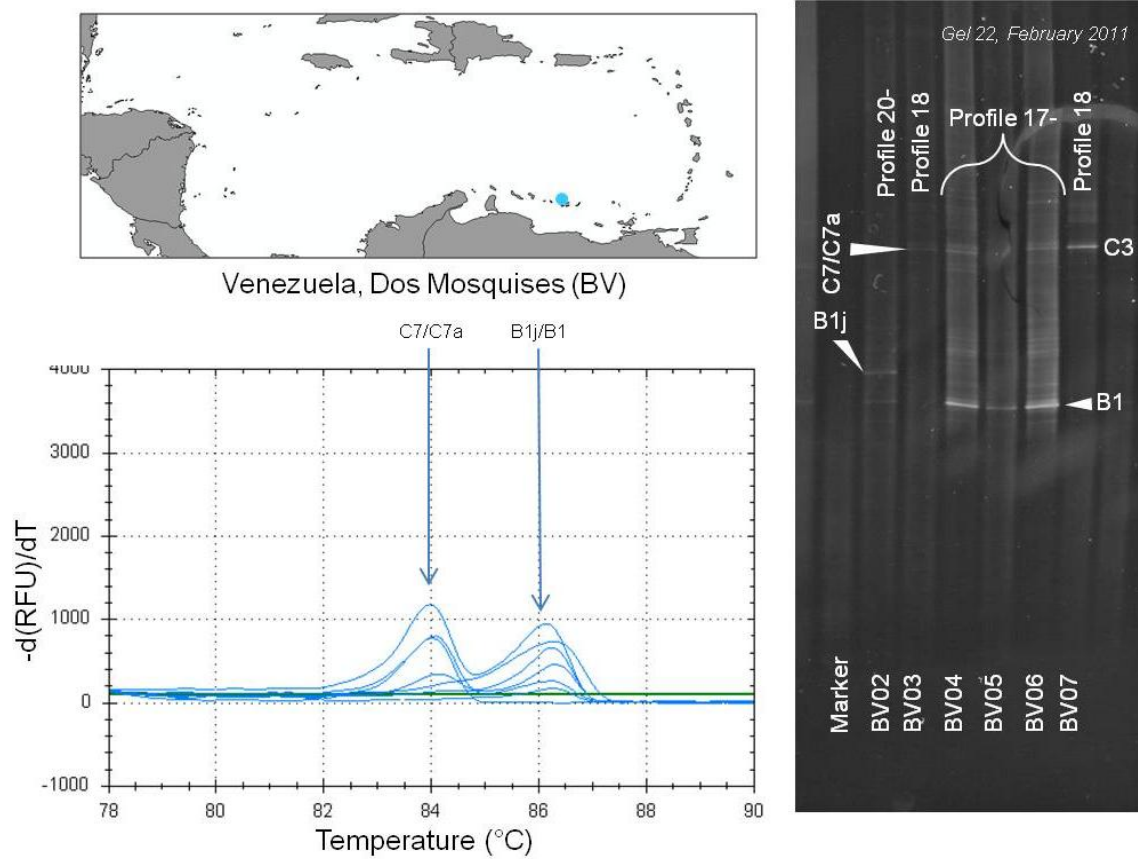 Venezuela, Dos Mosquises (BV)
C7/C7a
B1j/B1
4000
3000
2000
1000
0
-1000
-d(RFU)/dT
78
80
82
84
86
88
90
Temperature (°C)
Gel 22, February 2011
Profile 20-
Profile 18
Profile 17-
Profile 18
C7/C7a
C3
B1j
B1
Marker
BV02
BV03
BV04
BV05
BV06
BV07